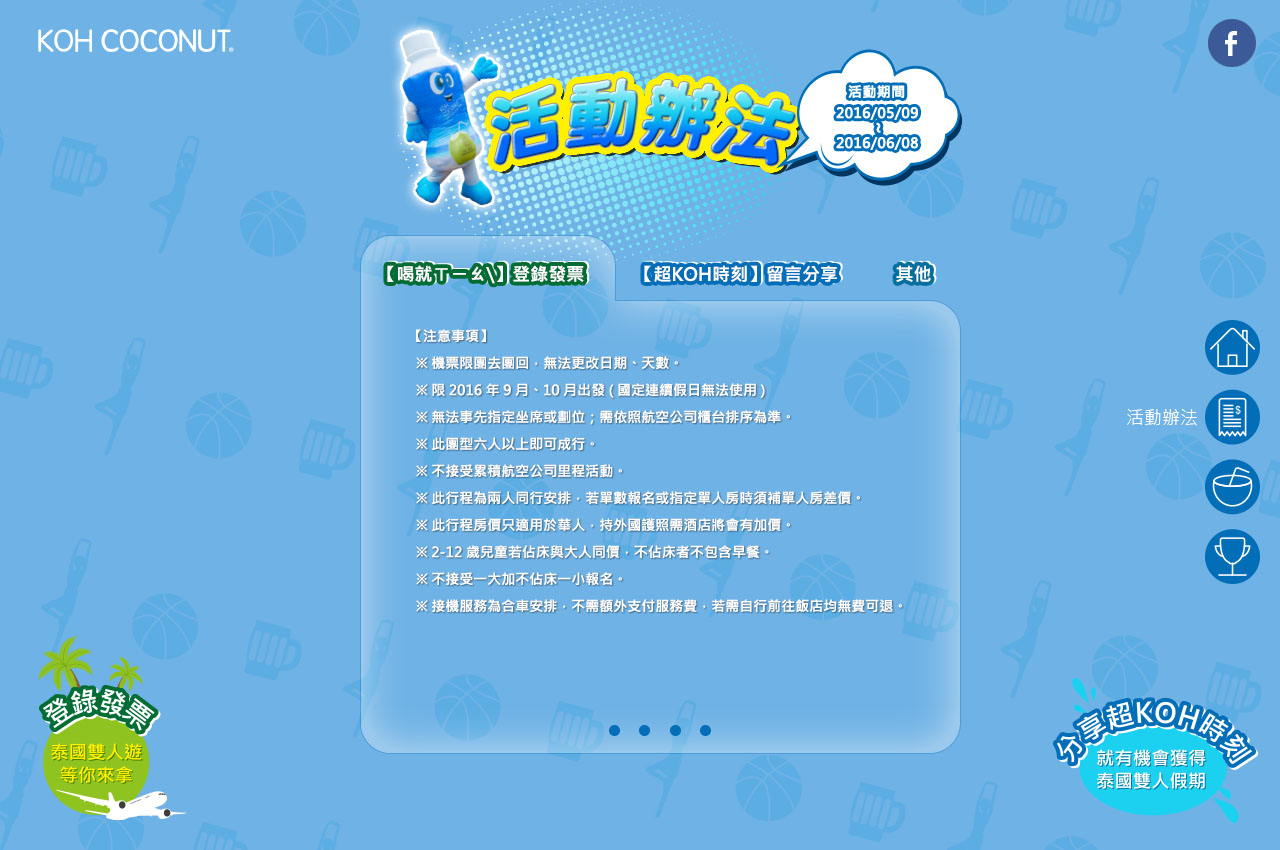 KOH COCONUT®
活動辦法
活動期間
2016/05/09
~
2016/06/08
【喝就ㄒㄧㄠˋ】登錄發票
【超KOH時刻】留言分享
其他
【注意事項】
※ 機票限團去團回，無法更改日期、天數。
※ 限 2016 年 9 月、10 月出發 ( 國定連續假日無法使用 )
※ 無法事先指定坐席或劃位；需依照航空公司櫃台排序為準。
※ 此團型六人以上即可成行。
※ 不接受累積航空公司里程活動。
※ 此行程為兩人同行安排，若單數報名或指定單人房時須補單人房差價。
※ 此行程房價只適用於華人，持外國護照需酒店將會有加價。
※ 2-12 歲兒童若佔床與大人同價，不佔床者不包含早餐。
※ 不接受一大加不佔床一小報名。
※ 接機服務為合車安排，不需額外支付服務費，若需自行前往飯店均無費可退。
活動辦法
$
登錄發票
泰國雙人遊
等你來拿
分享超KOH時刻
就有機會獲得
泰國雙人假期
f